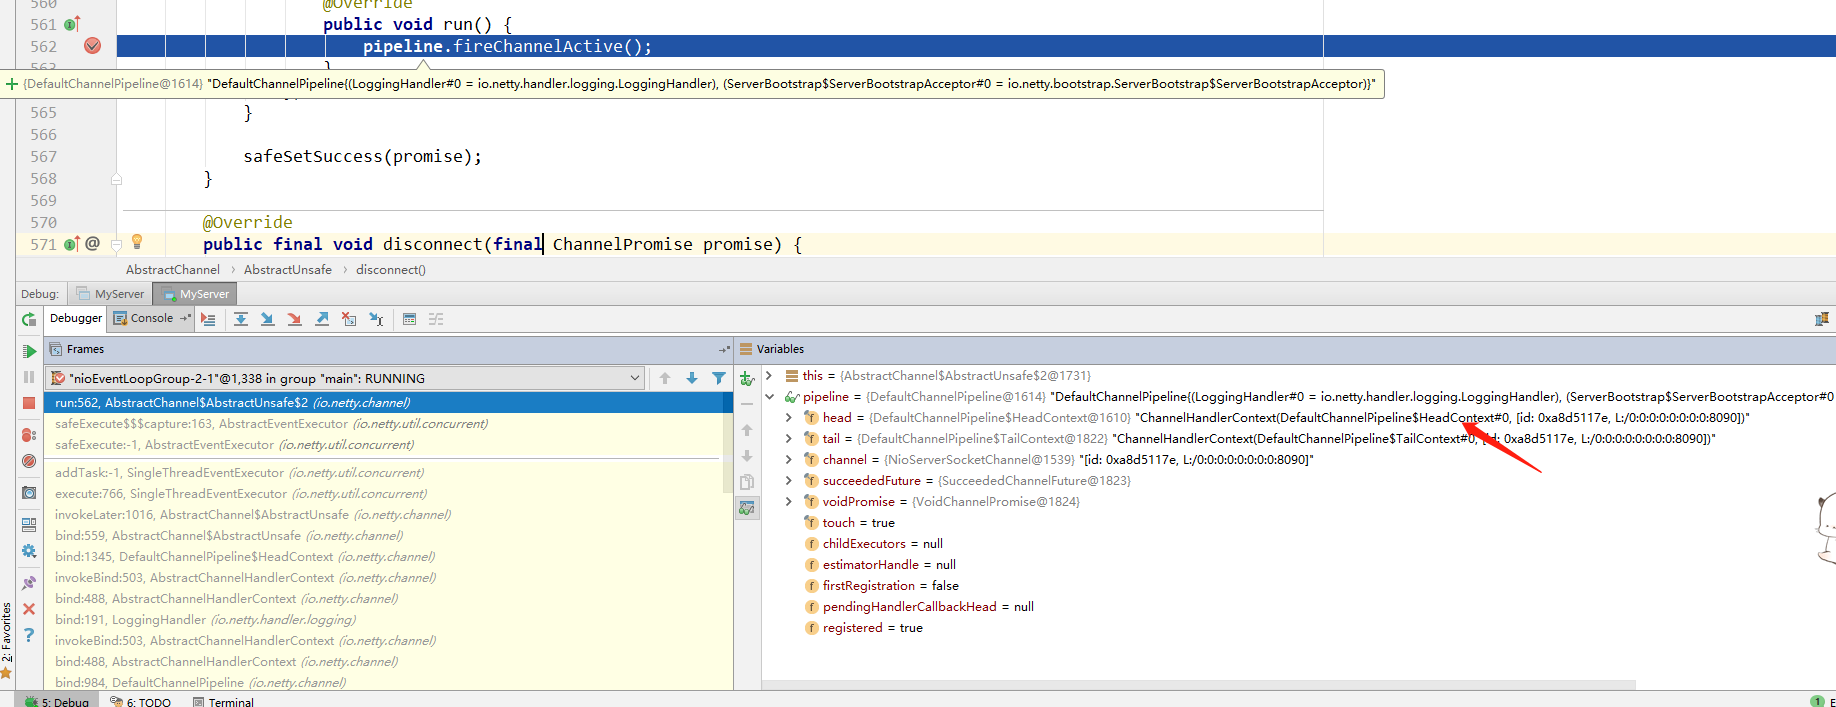 560 @Override
561 public void run() {
562 pipeline.fireChannelActive();
563 }
{DefaultChannelPipeline@1614} "DefaultChannelPipeline{(LoggingHandler#0 = io.netty.handler.logging.LoggingHandler), (ServerBootstrap$ServerBootstrapAcceptor#0 = io.netty.bootstrap.ServerBootstrap$ServerBootstrapAcceptor)}"
565 }
566
567 safeSetSuccess(promise);
568 }
569
570 @Override
571 @ public final void disconnect(final ChannelPromise promise) {
AbstractChannel › AbstractUnsafe › disconnect()
Debug: MyServer MyServer
Debugger Console
Frames
"nioEventLoopGroup-2-1"@1,338 in group "main": RUNNING
run:562, AbstractChannel$AbstractUnsafe$2 (io.netty.channel)
safeExecute$$$capture:163, AbstractEventExecutor (io.netty.util.concurrent)
safeExecute:-1, AbstractEventExecutor (io.netty.util.concurrent)
addTask:-1, SingleThreadEventExecutor (io.netty.util.concurrent)
execute:766, SingleThreadEventExecutor (io.netty.util.concurrent)
invokeLater:1016, AbstractChannel$AbstractUnsafe (io.netty.channel)
bind:559, AbstractChannel$AbstractUnsafe (io.netty.channel)
bind:1345, DefaultChannelPipeline$HeadContext (io.netty.channel)
invokeBind:503, AbstractChannelHandlerContext (io.netty.channel)
bind:488, AbstractChannelHandlerContext (io.netty.channel)
bind:191, LoggingHandler (io.netty.handler.logging)
invokeBind:503, AbstractChannelHandlerContext (io.netty.channel)
bind:488, AbstractChannelHandlerContext (io.netty.channel)
bind:984, DefaultChannelPipeline (io.netty.channel)
Variables
this = {AbstractChannel$AbstractUnsafe$2@1731}
pipeline = {DefaultChannelPipeline@1614} "DefaultChannelPipeline{(LoggingHandler#0 = io.netty.handler.logging.LoggingHandler), (ServerBootstrap$ServerBootstrapAcceptor#0
head = {DefaultChannelPipeline$HeadContext@1610} "ChannelHandlerContext(DefaultChannelPipeline$HeadContext#0, [id: 0xa8d5117e, L:/0:0:0:0:0:0:0:0:8090])"
tail = {DefaultChannelPipeline$TailContext@1822} "ChannelHandlerContext(DefaultChannelPipeline$TailContext#0, [id: 0xa8d5117e, L:/0:0:0:0:0:0:0:0:8090])"
channel = {NioServerSocketChannel@1539} "[id: 0xa8d5117e, L:/0:0:0:0:0:0:0:0:8090]"
succeededFuture = {SucceededChannelFuture@1823}
voidPromise = {VoidChannelPromise@1824}
touch = true
childExecutors = null
estimatorHandle = null
firstRegistration = false
pendingHandlerCallbackHead = null
registered = true
2: Favorites
5: Debug 6: TODO Terminal
1 E